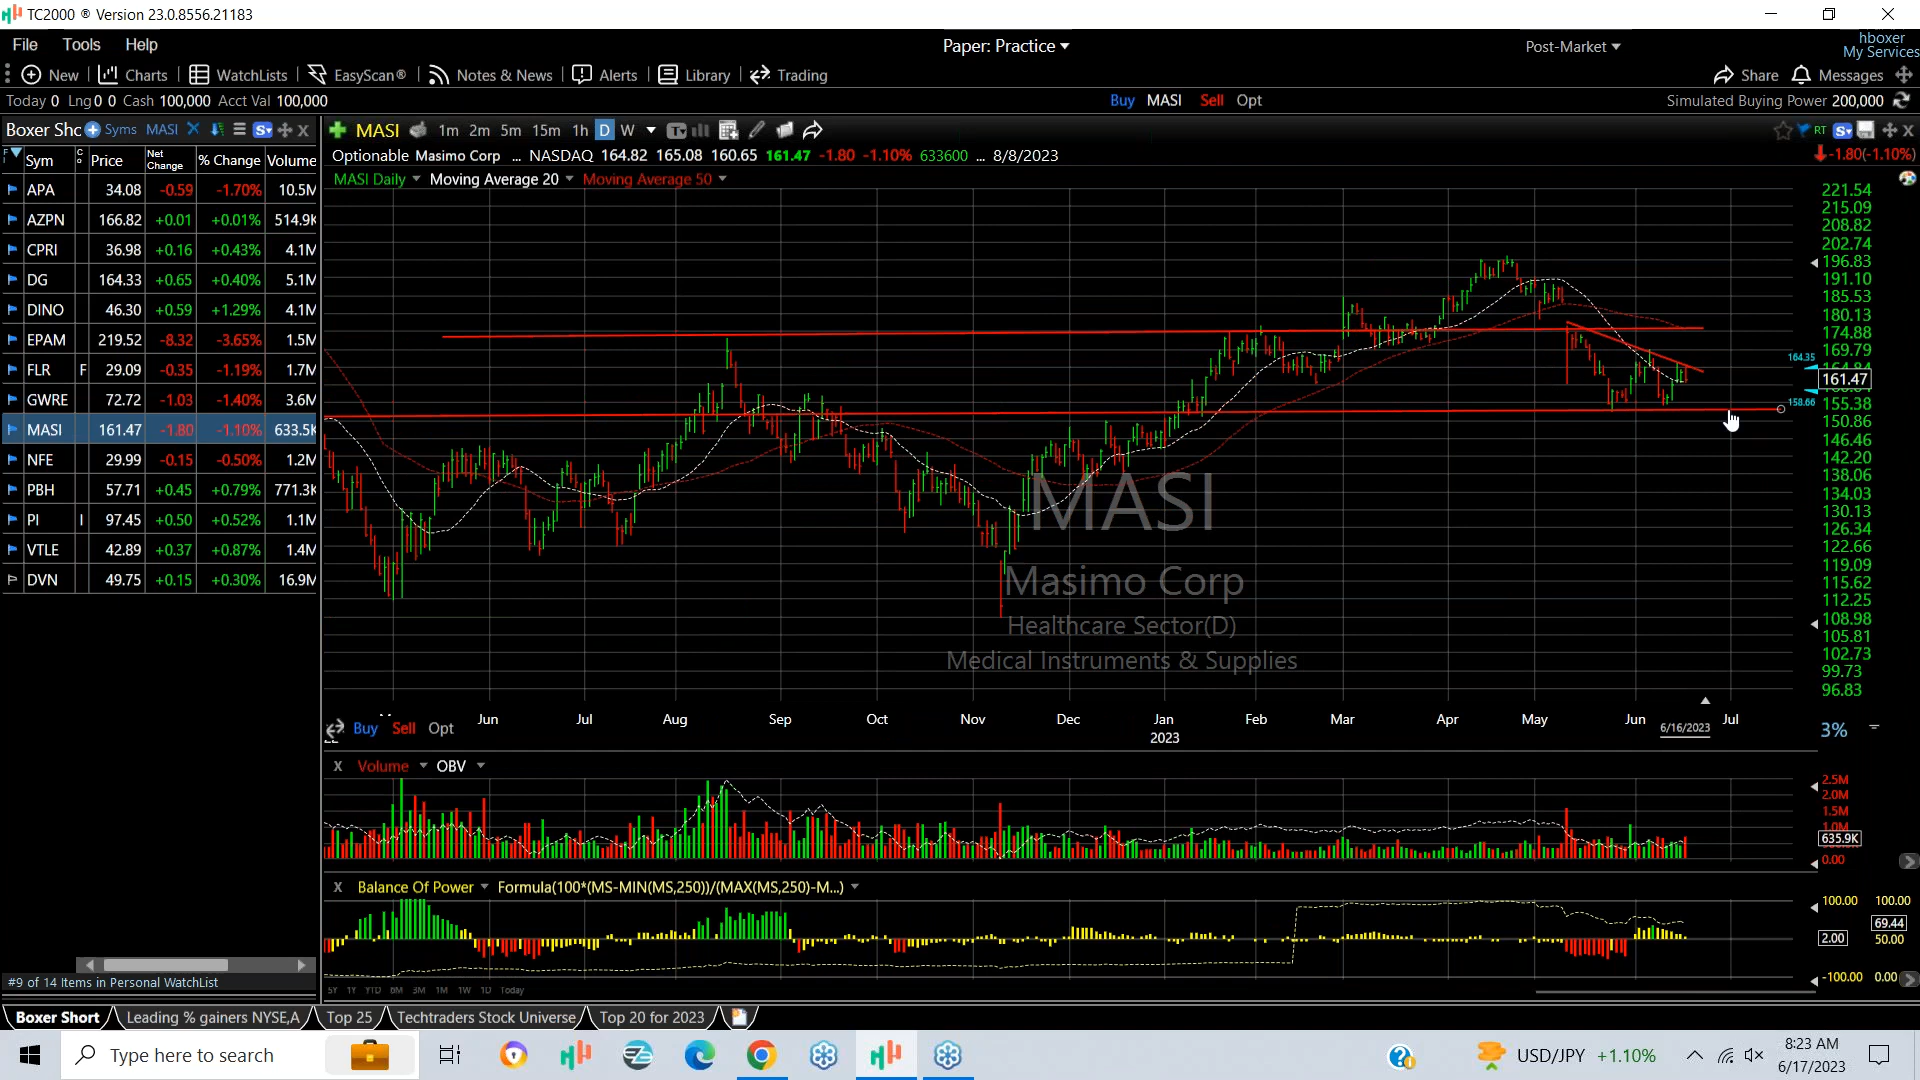 TC2000 ® Version 23.0.8556.21183
File Tools Help
Paper: Practice
Post-Market
hboxer
My Services
New Charts WatchLists EasyScan® Notes & News Alerts Library Trading
Share Messages
Today 0 Lng 0 0 Cash 100,000 Acct Val 100,000
Buy MASI Sell Opt
Simulated Buying Power 200,000
Boxer Shc Syms MASI
Sym Price Net Change % Change Volume
APA 34.08 -0.59 -1.70% 10.5M
AZPN 166.82 +0.01 +0.01% 514.9K
CPRI 36.98 +0.16 +0.43% 4.1M
DG 164.33 +0.65 +0.40% 5.1M
DINO 46.30 +0.59 +1.29% 4.1M
EPAM 219.52 -8.32 -3.65% 1.5M
FLR F 29.09 -0.35 -1.19% 1.7M
GWRE 72.72 -1.03 -1.40% 3.6M
MASI 161.47 -1.80 -1.10% 633.5K
NFE 29.99 -0.15 -0.50% 1.2M
PBH 57.71 +0.45 +0.79% 771.3K
PI I 97.45 +0.50 +0.52% 1.1M
VTLE 42.89 +0.37 +0.87% 1.4M
DVN 49.75 +0.15 +0.30% 16.9M
#9 of 14 Items in Personal WatchList
MASI 1m 2m 5m 15m 1h D W
RT
Optionable Masimo Corp ... NASDAQ 164.82 165.08 160.65 161.47 -1.80 -1.10% 633600 ... 8/8/2023
-1.80(-1.10%)
MASI Daily Moving Average 20 Moving Average 50
221.54
215.09
208.82
202.74
196.83
191.10
185.53
180.13
174.88
169.79
164.35
161.47
158.66
155.38
150.86
146.46
142.20
138.06
134.03
130.13
126.34
122.66
119.09
115.62
112.25
108.98
105.81
102.73
99.73
96.83
MASI
Masimo Corp
Healthcare Sector(D)
Medical Instruments & Supplies
Jun Jul Aug Sep Oct Nov Dec Jan Feb Mar Apr May Jun Jul
2023
6/16/2023
3%
Buy Sell Opt
X Volume OBV
2.5M
2.0M
1.5M
1.0M
635.9K
0.00
X Balance Of Power Formula(100*(MS-MIN(MS,250))/(MAX(MS,250)-M...)
100.00 100.00
69.44
2.00 50.00
-100.00 0.00
5Y 1Y YTD 6M 3M 1M 1W 1D Today
Boxer Short Leading % gainers NYSE,A Top 25 Techtraders Stock Universe Top 20 for 2023
Type here to search
USD/JPY +1.10%
8:23 AM
6/17/2023